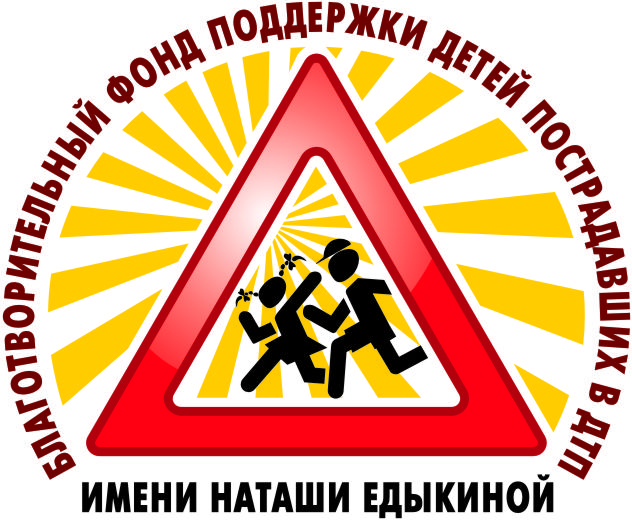 БЛАГОТВОРИТЕЛЬНЫЙ ФОНД ПОДДЕРЖКИ ДЕТЕЙ ПОСТРАДАВШИХ В ДТП
ИМЕНИ НАТАШИ ЕДЫКИНОЙ